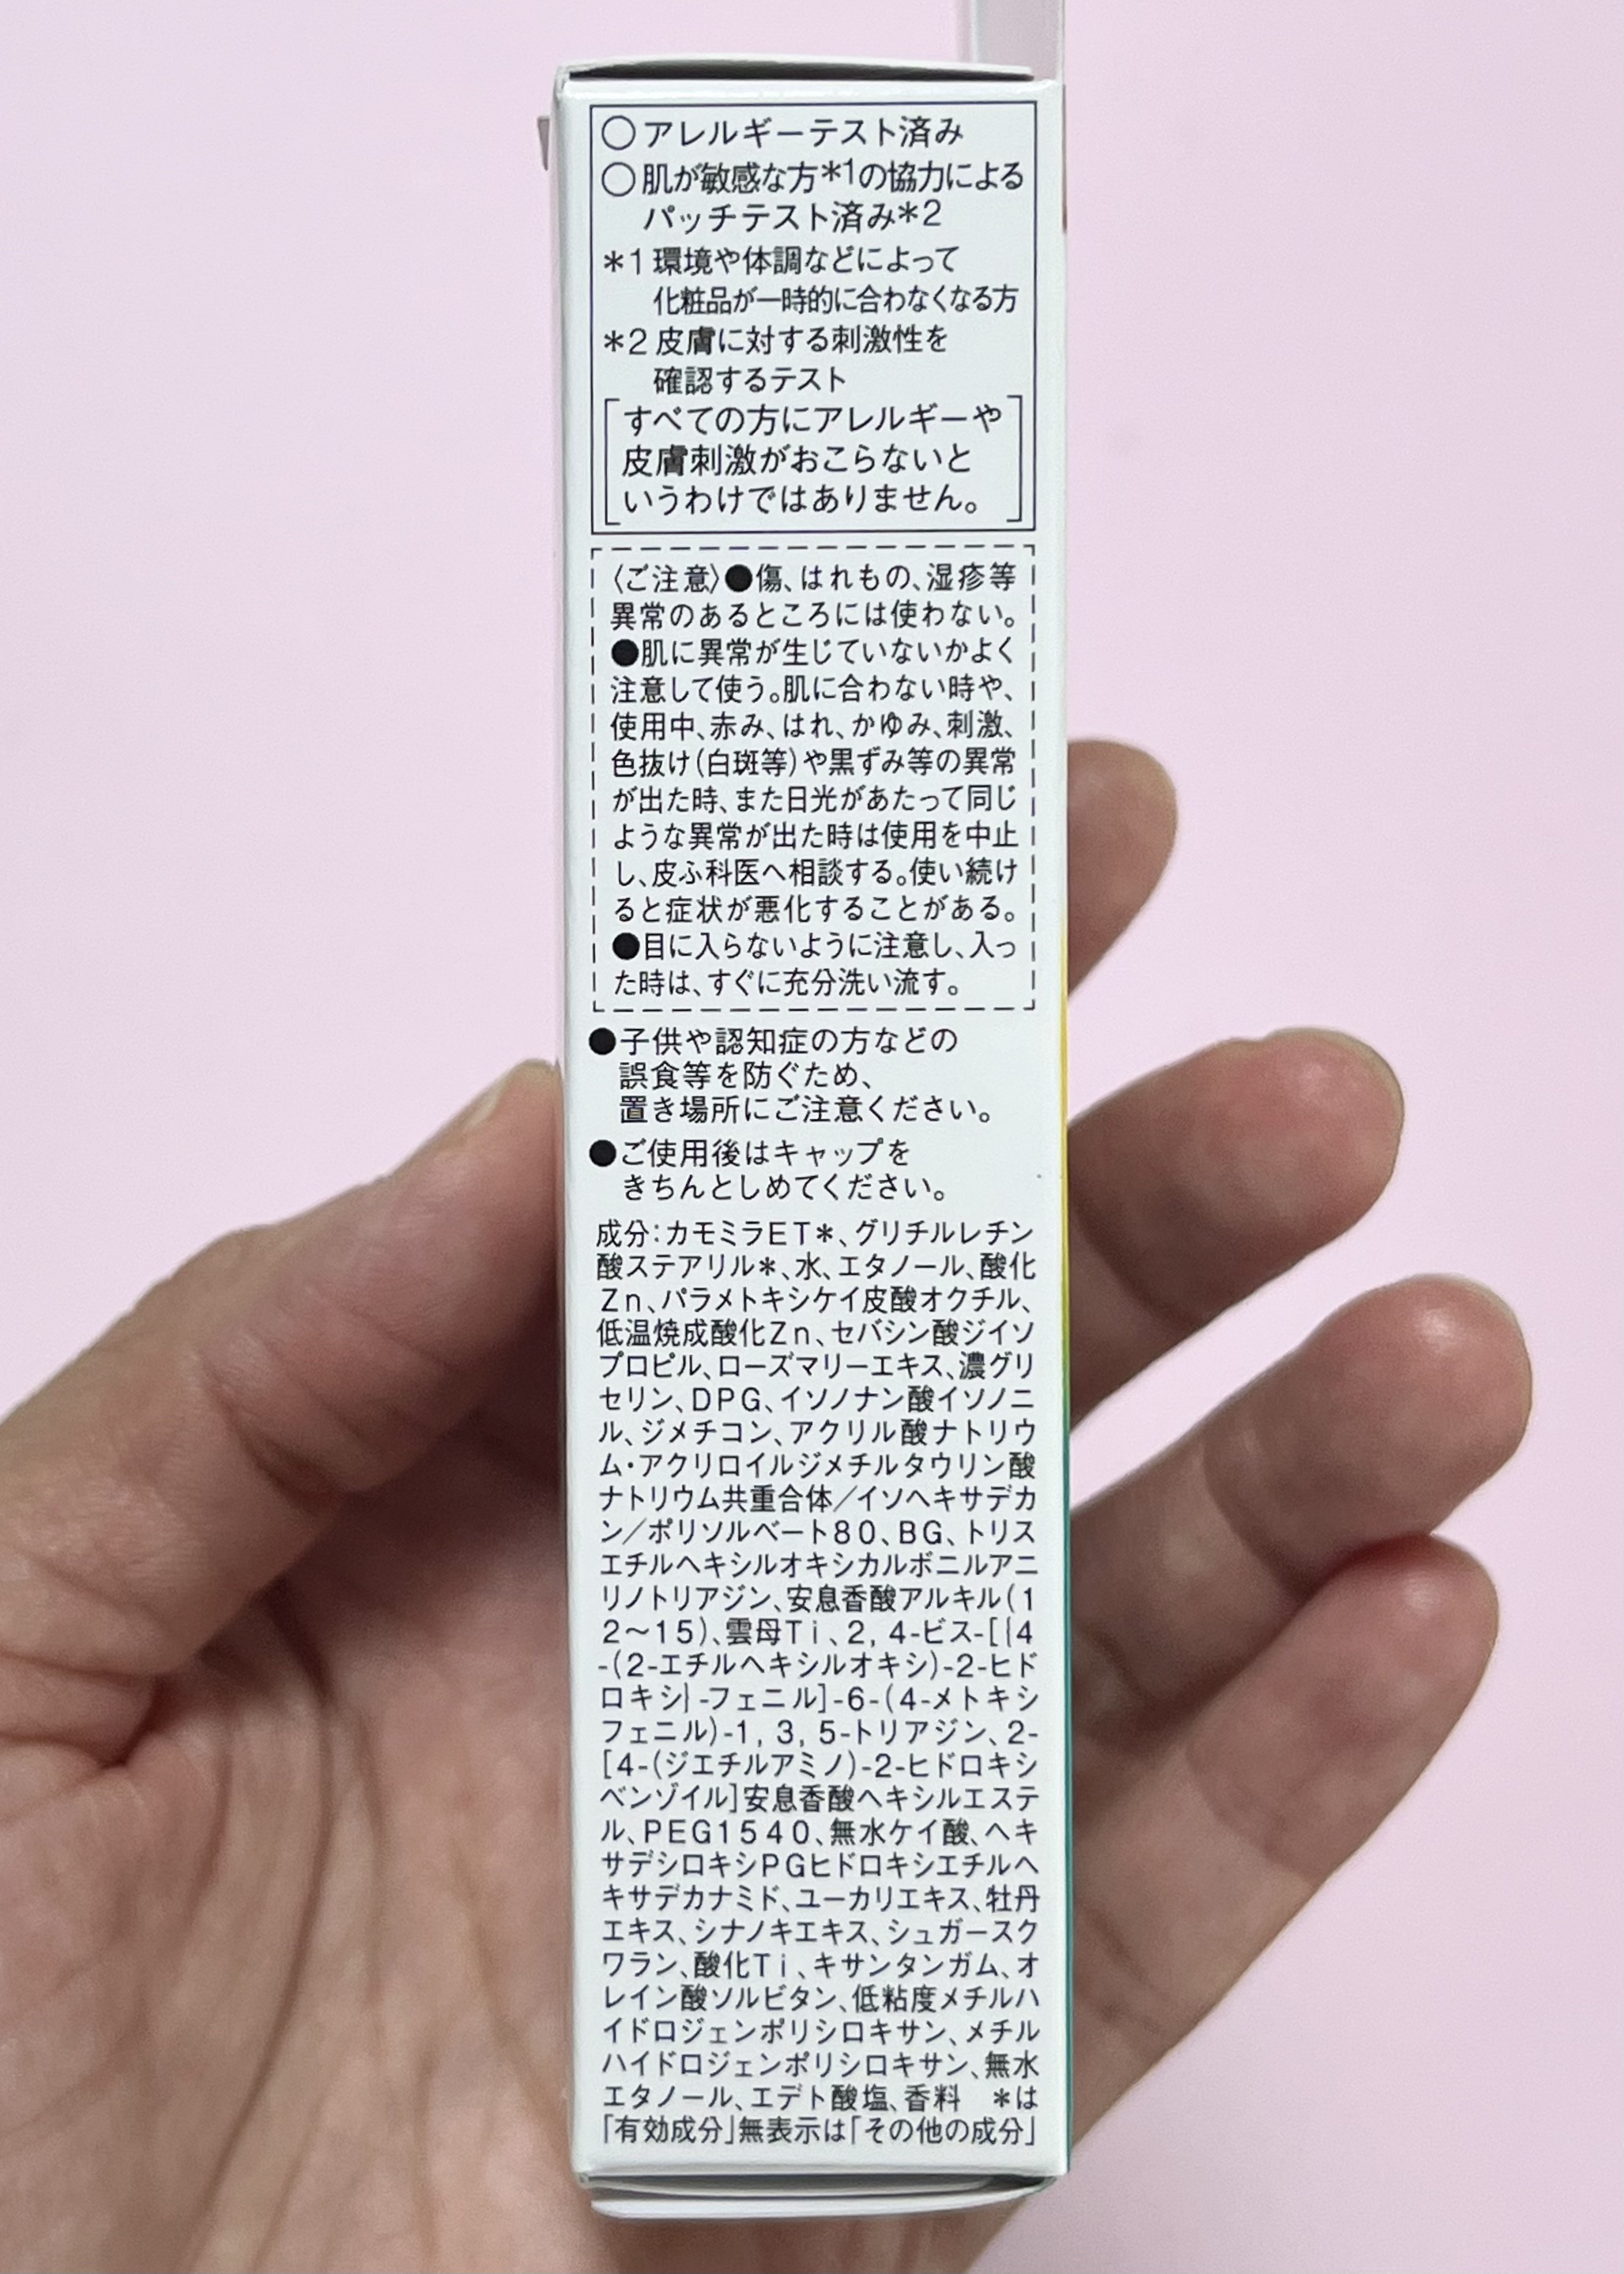 ○アレルギーテスト済み
○肌が敏感な方*1の協力による
パッチテスト済み*2
*1 環境や体調などによって
化粧品が一時的に合わなくなる方
*2 皮膚に対する刺激性を
確認するテスト
[すべての方にアレルギーや
皮膚刺激がおこらないと
いうわけではありません。]
〈ご注意〉●傷、はれもの、湿疹等
異常のあるところには使わない。
●肌に異常が生じていないかよく
注意して使う。肌に合わない時や、
使用中、赤み、はれ、かゆみ、刺激、
色抜け(白斑等)や黒ずみ等の異常
が出た時、また日光があたって同じ
ような異常が出た時は使用を中止
し、皮ふ科医へ相談する。使い続け
ると症状が悪化することがある。
●目に入らないように注意し、入っ
た時は、すぐに充分洗い流す。
●子供や認知症の方などの
誤食等を防ぐため、
置き場所にご注意ください。
●ご使用後はキャップを
きちんとしめてください。
成分:カモミラET*、グリチルレチン
酸ステアリル*、水、エタノール、酸化
Zn、パラメトキシケイ皮酸オクチル、
低温焼成酸化Zn、セバシン酸ジイソ
プロピル、ローズマリーエキス、濃グリ
セリン、DPG、イソノナン酸イソノニ
ル、ジメチコン、アクリル酸ナトリウ
ム・アクリロイルジメチルタウリン酸
ナトリウム共重合体/イソヘキサデカ
ン/ポリソルベート80、BG、トリス
エチルヘキシルオキシカルボニルアニ
リノトリアジン、安息香酸アルキル(1
2~15)、雲母Ti、2,4-ビス-[{4
-(2-エチルヘキシルオキシ)-2-ヒド
ロキシ}-フェニル]-6-(4-メトキシ
フェニル)-1,3,5-トリアジン、2-
[4-(ジエチルアミノ)-2-ヒドロキシ
ベンゾイル]安息香酸ヘキシルエステ
ル、PEG1540、無水ケイ酸、ヘキ
サデシロキシPGヒドロキシエチルヘ
キサデカナミド、ユーカリエキス、牡丹
エキス、シナノキエキス、シュガースク
ワラン、酸化Ti、キサンタンガム、オ
レイン酸ソルビタン、低粘度メチルハ
イドロジェンポリシロキサン、メチル
ハイドロジェンポリシロキサン、無水
エタノール、エデト酸塩、香料 *は
「有効成分」無表示は「その他の成分」